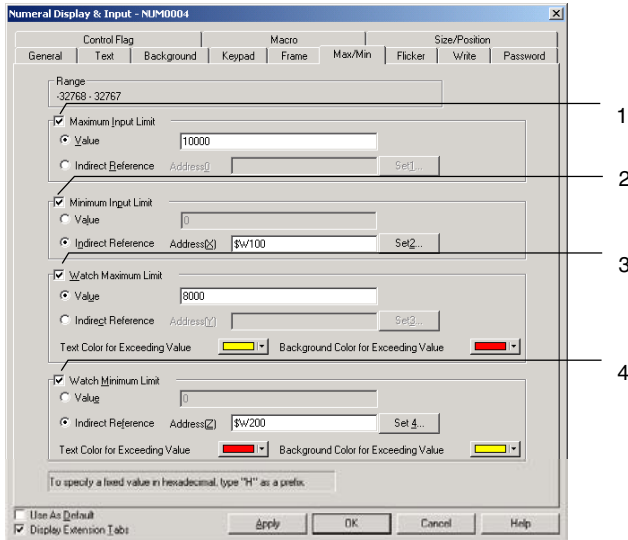 Numeral Display & Input - NUM0004
Control Flag Macro Size/Position
General Text Background Keypad Frame Max/Min Flicker Write Password
Range
-32768 - 32767
1
Maximum Input Limit
Value 10000
Indirect Reference Address0 Set1...
2
Minimum Input Limit
Value 0
Indirect Reference Address(X) $W100 Set2...
3
Watch Maximum Limit
Value 8000
Indirect Reference Address(Y) Set3...
Text Color for Exceeding Value Background Color for Exceeding Value
4
Watch Minimum Limit
Value 0
Indirect Reference Address(Z) $W200 Set 4...
Text Color for Exceeding Value Background Color for Exceeding Value
To specify a fixed value in hexadecimal, type "H" as a prefix.
Use As Default
Display Extension Tabs
Apply OK Cancel Help